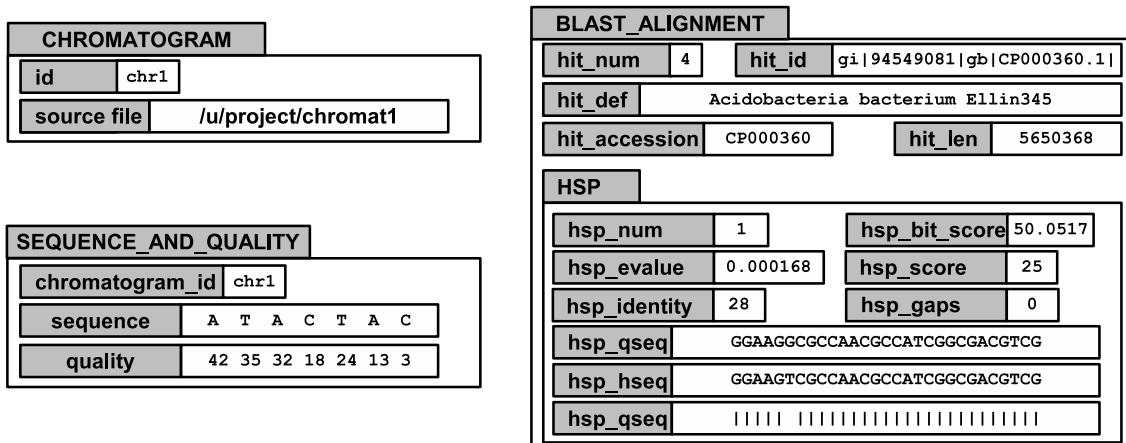 CHROMATOGRAM
id chr1
source file /u/project/chromat1
SEQUENCE_AND_QUALITY
chromatogram_id chr1
sequence A T A C T A C
quality 42 35 32 18 24 13 3
BLAST_ALIGNMENT
hit_num 4 hit_id gi|94549081|gb|CP000360.1|
hit_def Acidobacteria bacterium Ellin345
hit_accession CP000360 hit_len 5650368
HSP
hsp_num 1 hsp_bit_score 50.0517
hsp_evalue 0.000168 hsp_score 25
hsp_identity 28 hsp_gaps 0
hsp_qseq GGAAGGCGCCAACGCCATCGGCGACGTCG
hsp_hseq GGAAGTCGCCAACGCCATCGGCGACGTCG
hsp_qseq ||||| |||||||||||||||||||||||